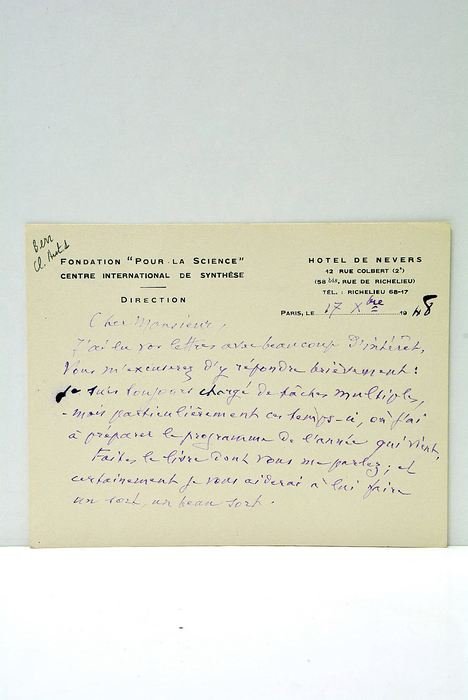 Berr
FONDATION "POUR LA SCIENCE"
CENTRE INTERNATIONAL DE SYNTHÈSE
DIRECTION
HOTEL DE NEVERS
12 RUE COLBERT (2ᵉ)
(58 bis, RUE DE RICHELIEU)
TÉL. : RICHELIEU 68-17
PARIS, LE 17 Xbre 1948
Cher Monsieur,
J'ai lu vos lettres avec beaucoup d'intérêt.
Vous m'excuserez d'y répondre brièvement :
je suis toujours chargé de tâches multiples,
- mais particulièrement ces temps-ci, où j'ai
à préparer le programme de l'année qui vient.
Faites le livre dont vous me parlez ; et
certainement je vous aiderai à lui faire
un sort, un beau sort.